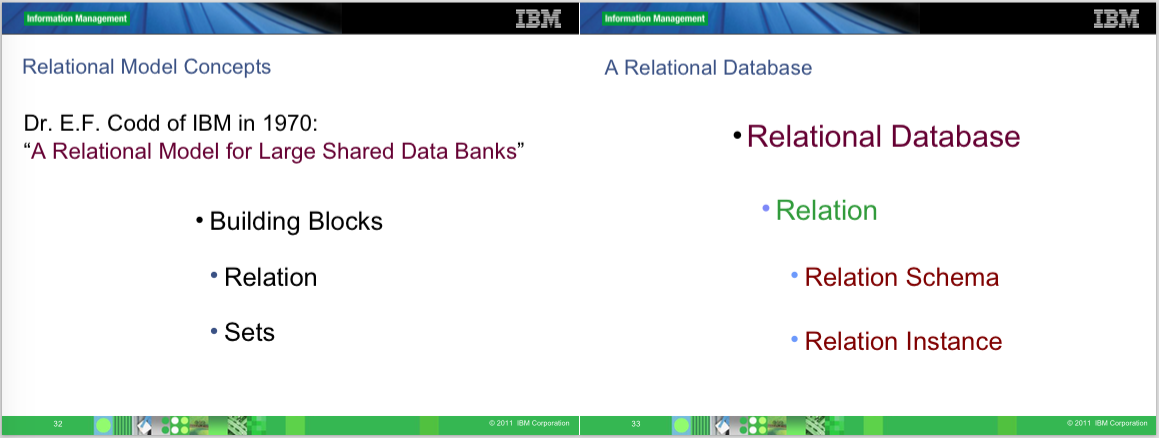 Information Management
IBM
Relational Model Concepts
Dr. E.F. Codd of IBM in 1970:
“A Relational Model for Large Shared Data Banks”
• Building Blocks
• Relation
• Sets
32
© 2011 IBM Corporation
Information Management
IBM
A Relational Database
• Relational Database
• Relation
• Relation Schema
• Relation Instance
33
© 2011 IBM Corporation